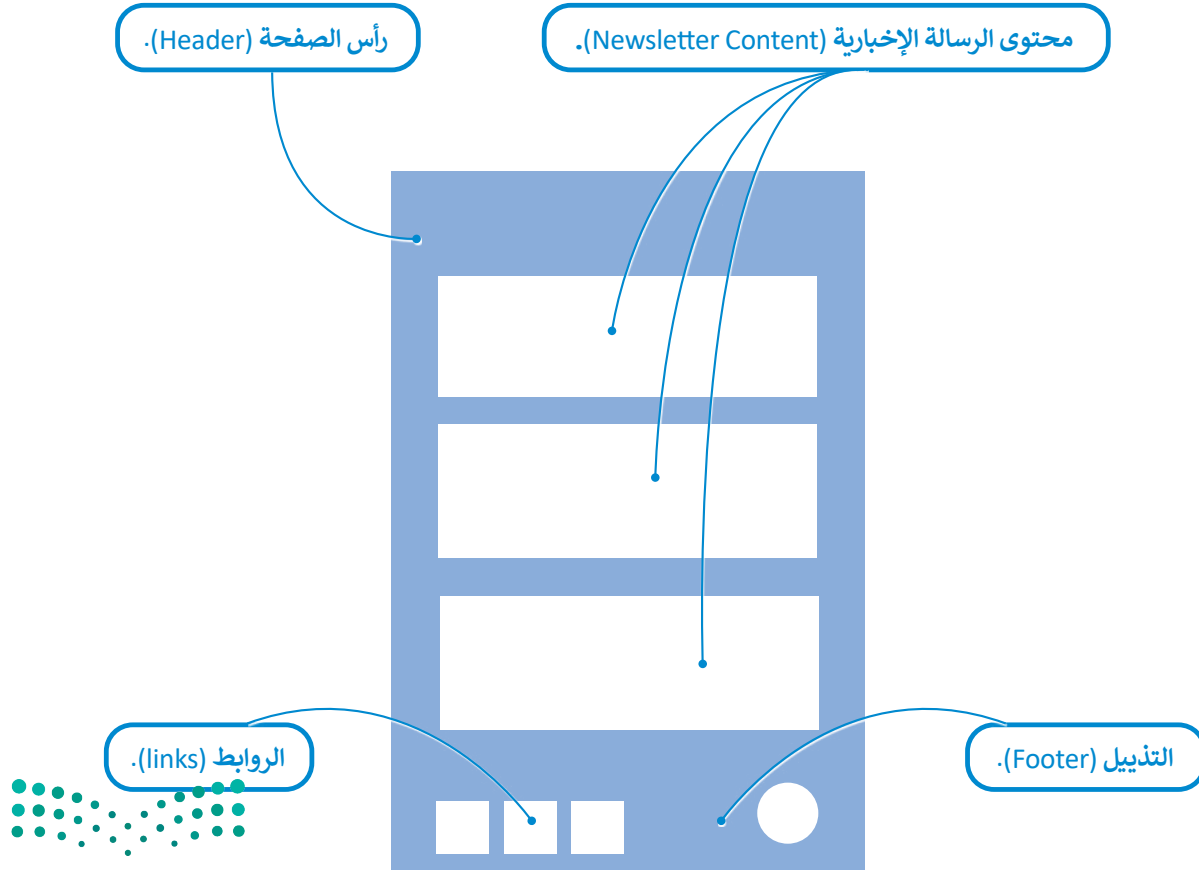 محتوى الرسالة الإخبارية (Newsletter Content).
رأس الصفحة (Header).
التذييل (Footer).
الروابط (links).